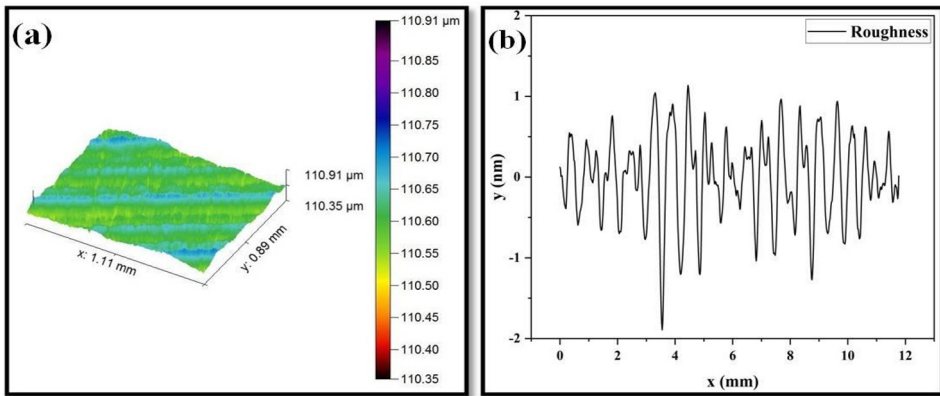 (a)
110.91 µm
110.85
110.80
110.75
110.70
110.65
110.60
110.55
110.50
110.45
110.40
110.35
110.91 µm
110.35 µm
x: 1.11 mm
y: 0.89 mm
(b)
Roughness
y (nm)
2
1
0
-1
-2
0 2 4 6 8 10 12
x (mm)